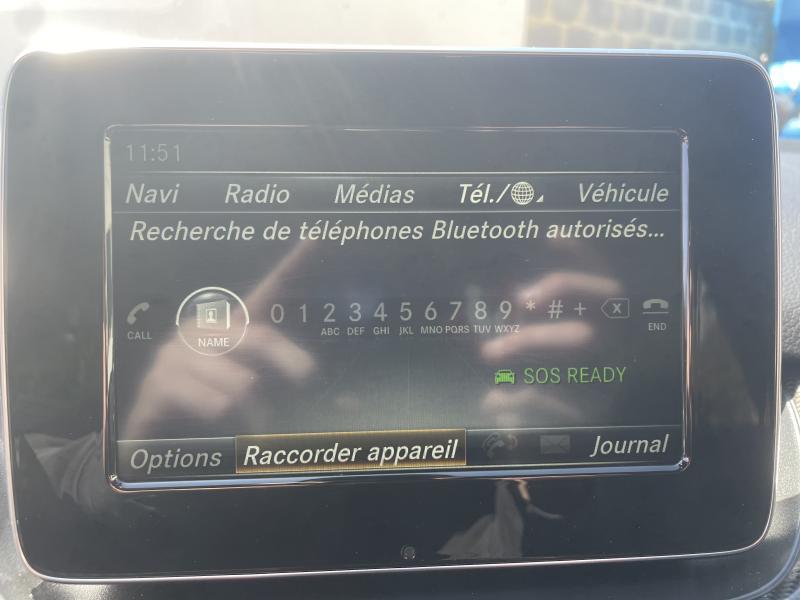 11:51
Navi Radio Médias Tél./ Véhicule
Recherche de téléphones Bluetooth autorisés...
CALL NAME 0 1 2 3 4 5 6 7 8 9 * # + X END
ABC DEF GHI JKL MNO PQRS TUV WXYZ
SOS READY
Options Raccorder appareil Journal